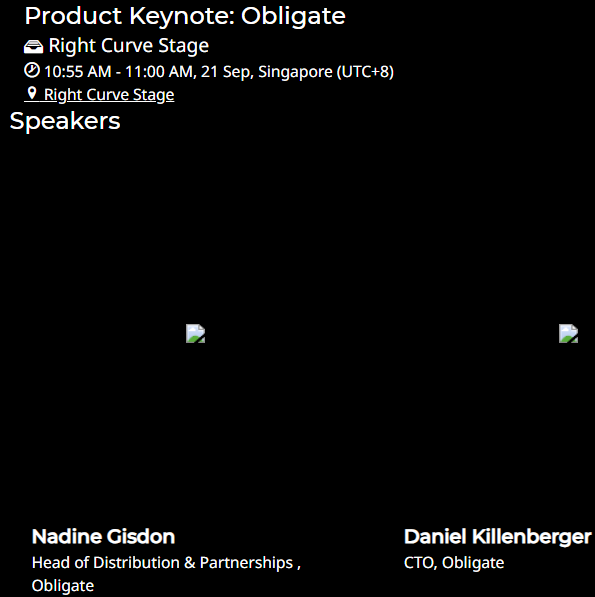 Product Keynote: Obligate
Right Curve Stage
10:55 AM - 11:00 AM, 21 Sep, Singapore (UTC+8)
Right Curve Stage
Speakers
Nadine Gisdon
Head of Distribution & Partnerships ,
Obligate
Daniel Killenberger
CTO, Obligate